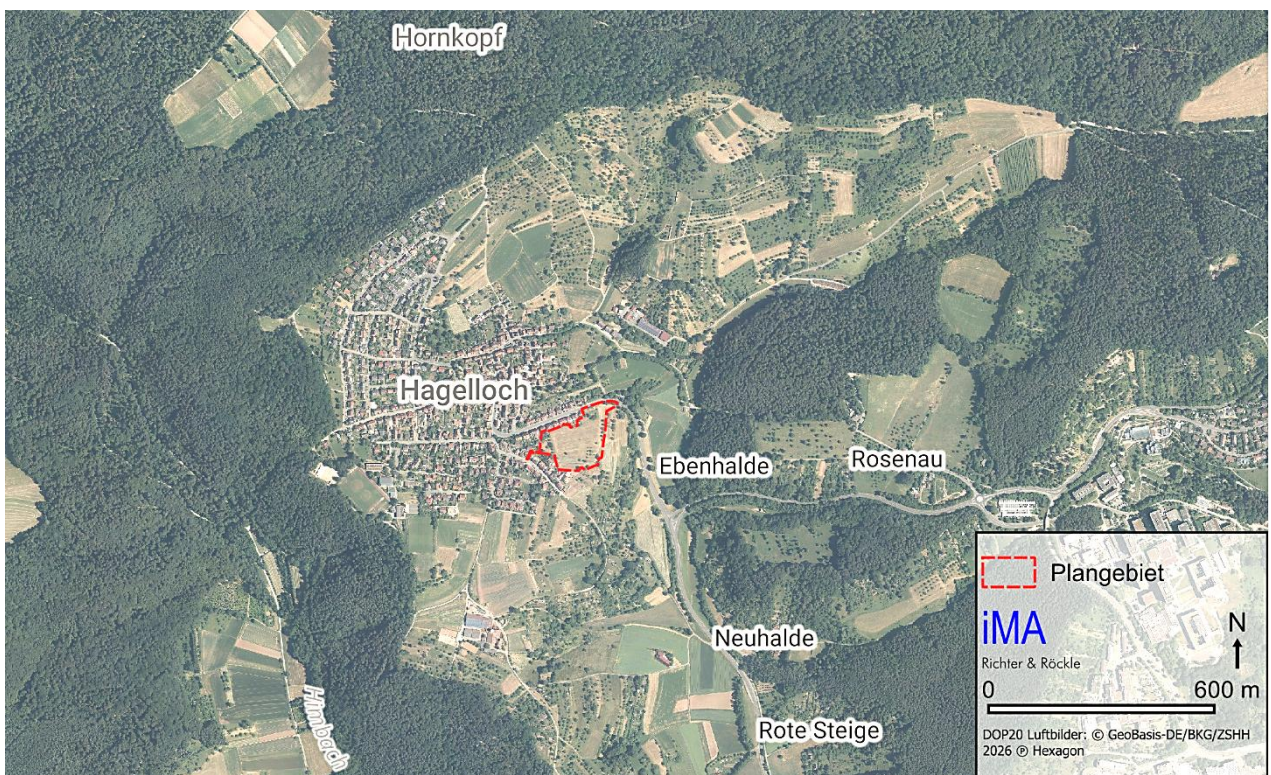 Hornkopf
Hagelloch
Ebenhalde
Rosenau
Neuhalde
Rote Steige
Himbach
Plangebiet
iMA
Richter & Röckle
N
0 600 m
DOP20 Luftbilder: © GeoBasis-DE/BKG/ZSHH
2026 ℗ Hexagon